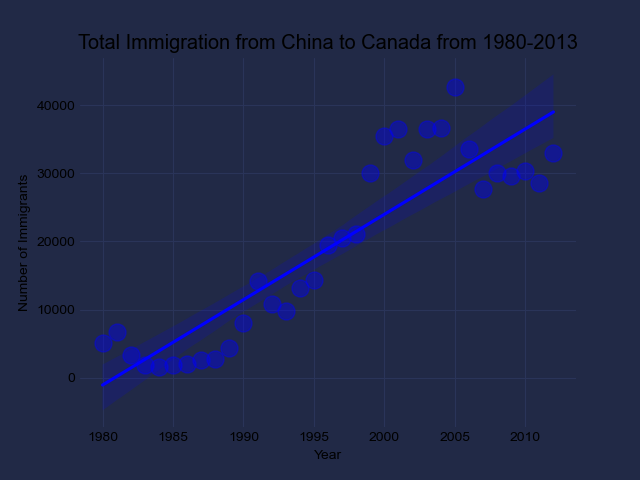 Total Immigration from China to Canada from 1980-2013
Number of Immigrants
40000
30000
20000
10000
0
1980 1985 1990 1995 2000 2005 2010
Year